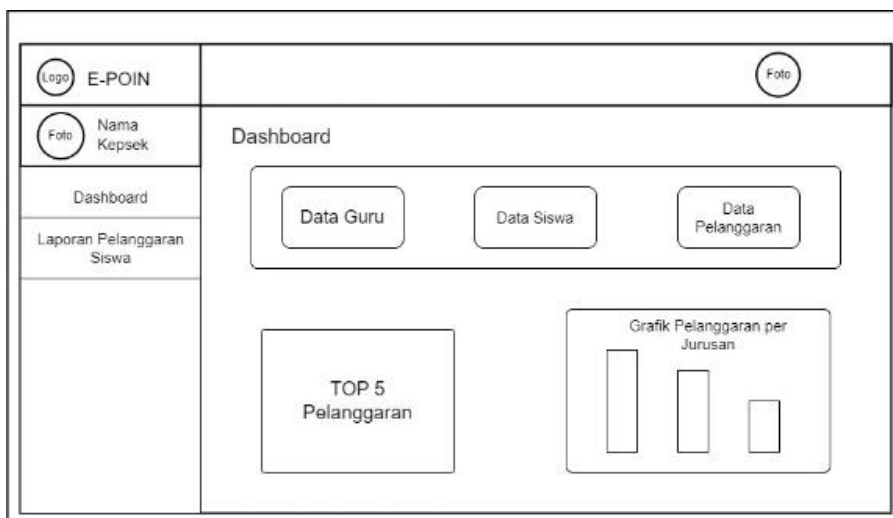 Logo
E-POIN
Foto
Foto
Nama
Kepsek
Dashboard
Laporan Pelanggaran
Siswa
Dashboard
Data Guru
Data Siswa
Data
Pelanggaran
TOP 5
Pelanggaran
Grafik Pelanggaran per
Jurusan